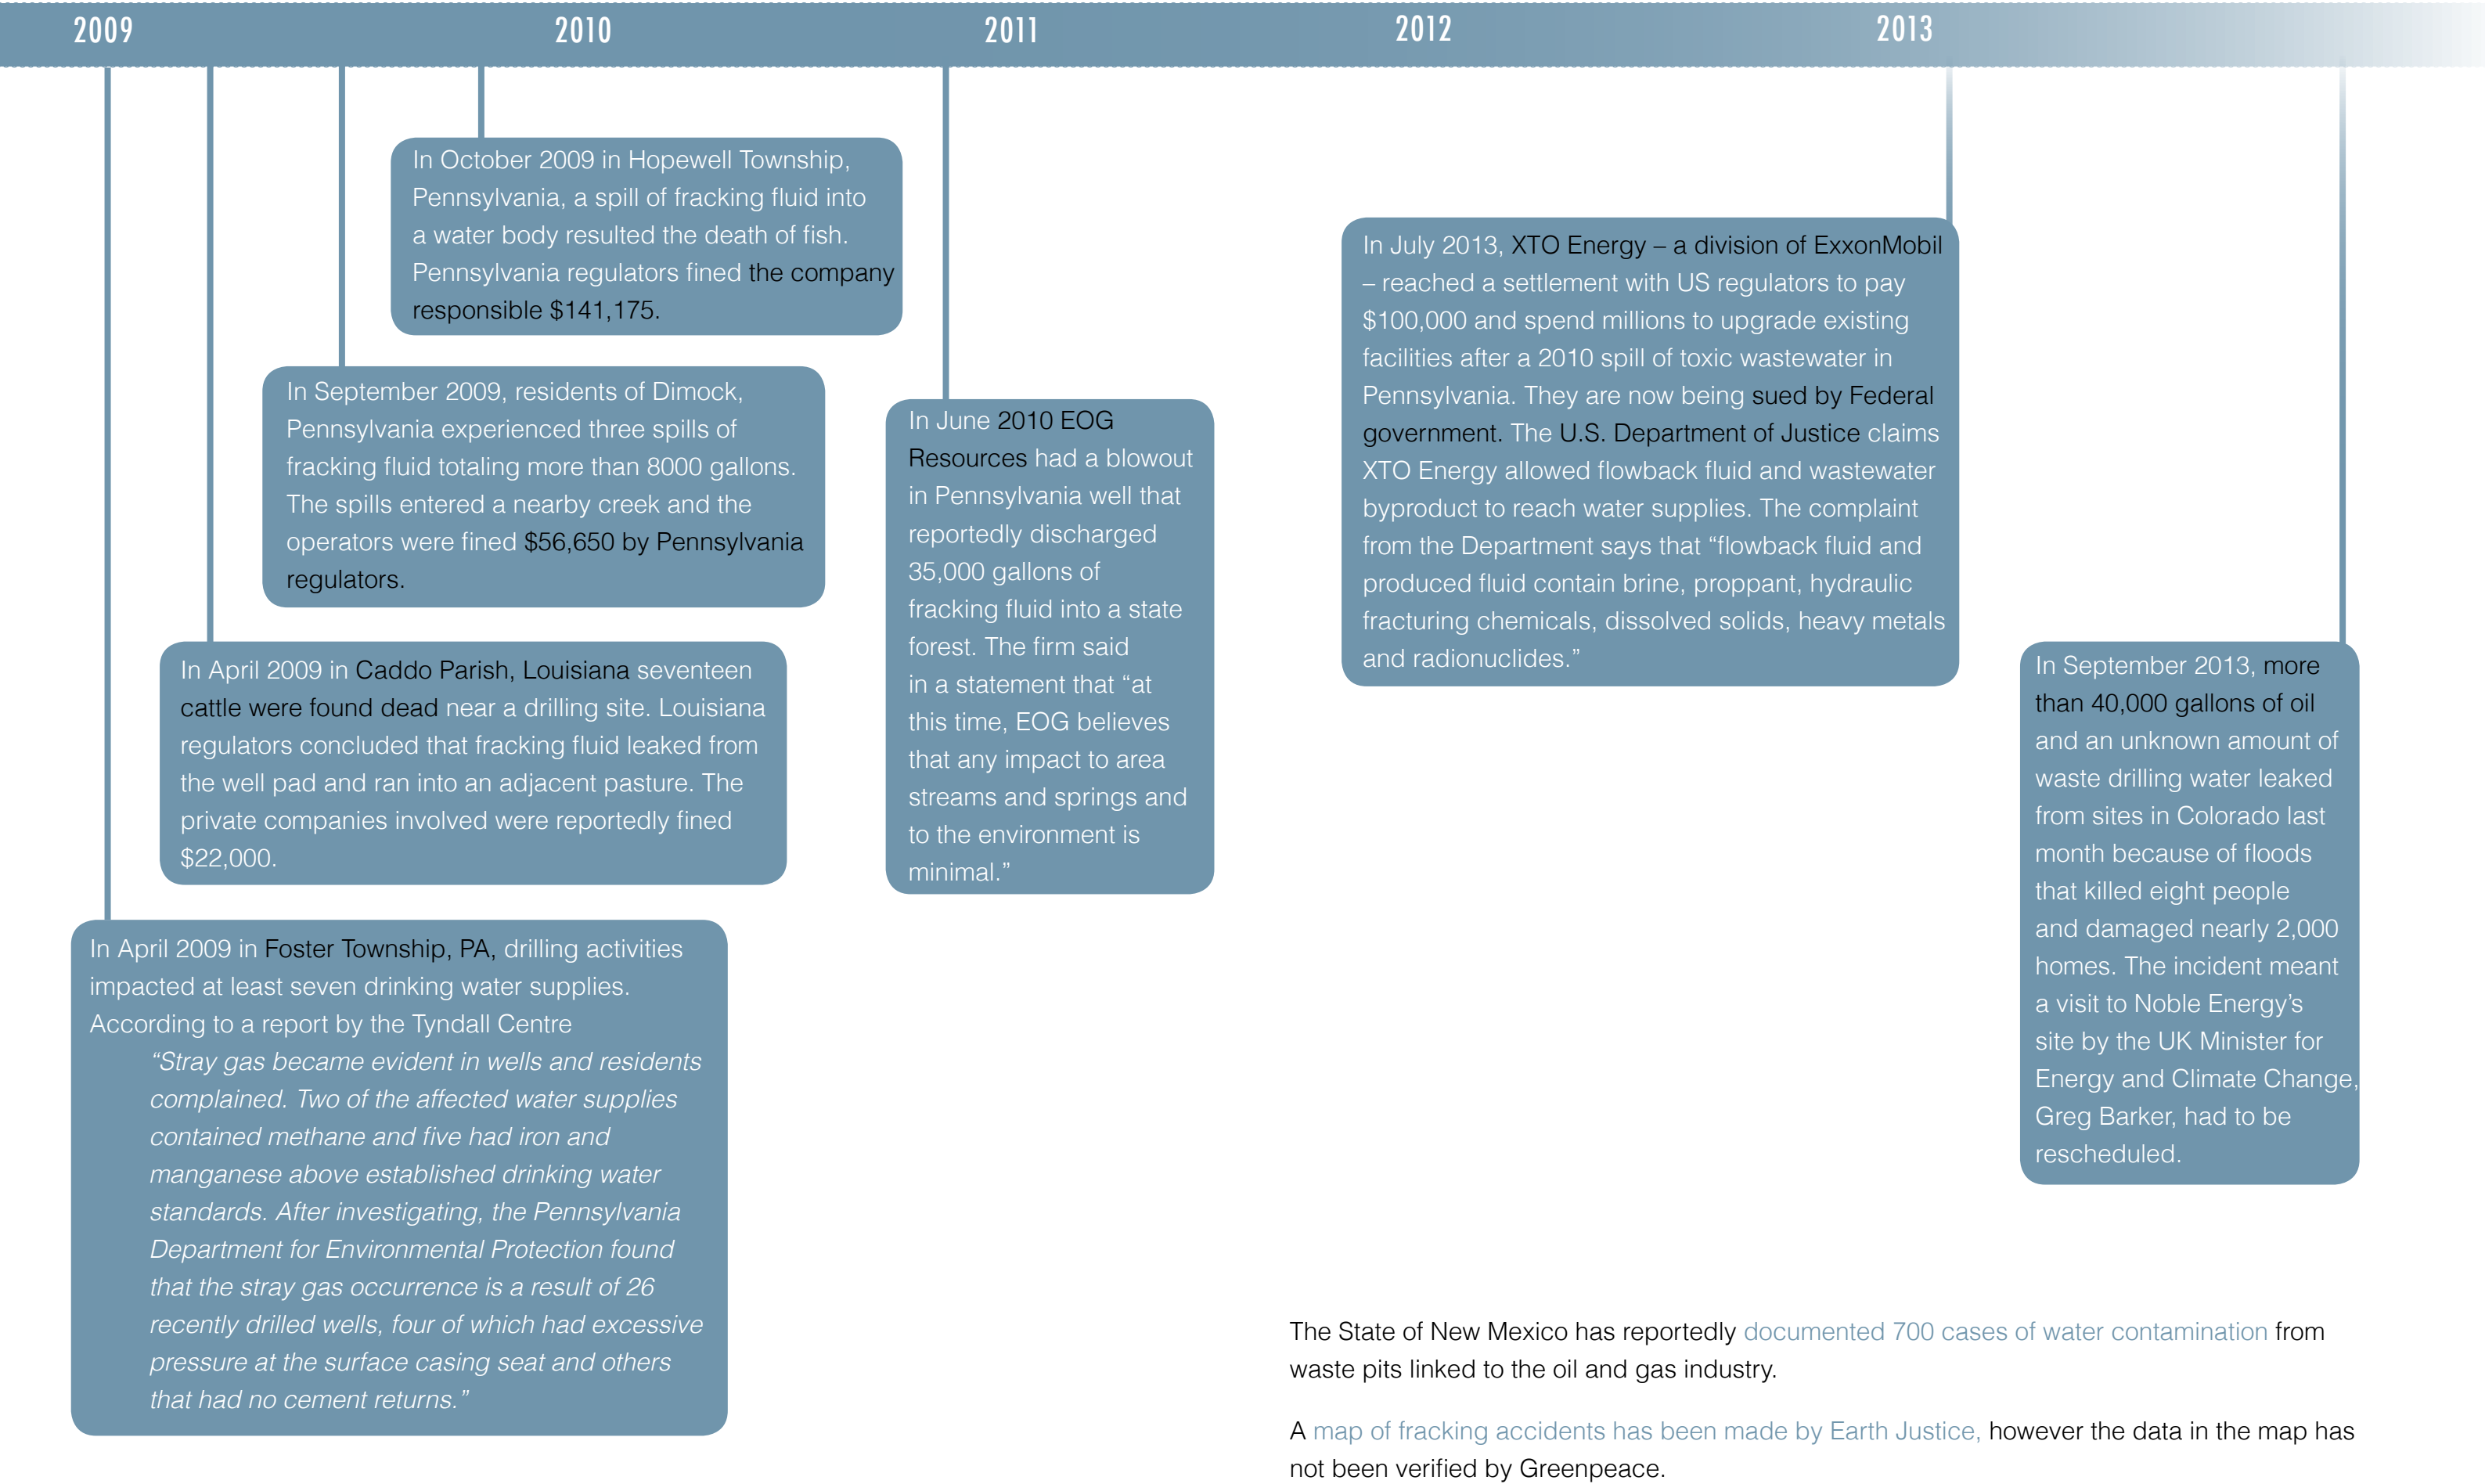 2009
2010
2011
2012
2013
In October 2009 in Hopewell Township,
Pennsylvania, a spill of fracking fluid into
a water body resulted the death of fish.
Pennsylvania regulators fined the company
responsible $141,175.
In September 2009, residents of Dimock,
Pennsylvania experienced three spills of
fracking fluid totaling more than 8000 gallons.
The spills entered a nearby creek and the
operators were fined $56,650 by Pennsylvania
regulators.
In April 2009 in Caddo Parish, Louisiana seventeen
cattle were found dead near a drilling site. Louisiana
regulators concluded that fracking fluid leaked from
the well pad and ran into an adjacent pasture. The
private companies involved were reportedly fined
$22,000.
In April 2009 in Foster Township, PA, drilling activities
impacted at least seven drinking water supplies.
According to a report by the Tyndall Centre
“Stray gas became evident in wells and residents
complained. Two of the affected water supplies
contained methane and five had iron and
manganese above established drinking water
standards. After investigating, the Pennsylvania
Department for Environmental Protection found
that the stray gas occurrence is a result of 26
recently drilled wells, four of which had excessive
pressure at the surface casing seat and others
that had no cement returns.”
In June 2010 EOG
Resources had a blowout
in Pennsylvania well that
reportedly discharged
35,000 gallons of
fracking fluid into a state
forest. The firm said
in a statement that “at
this time, EOG believes
that any impact to area
streams and springs and
to the environment is
minimal.”
In July 2013, XTO Energy – a division of ExxonMobil
– reached a settlement with US regulators to pay
$100,000 and spend millions to upgrade existing
facilities after a 2010 spill of toxic wastewater in
Pennsylvania. They are now being sued by Federal
government. The U.S. Department of Justice claims
XTO Energy allowed flowback fluid and wastewater
byproduct to reach water supplies. The complaint
from the Department says that “flowback fluid and
produced fluid contain brine, proppant, hydraulic
fracturing chemicals, dissolved solids, heavy metals
and radionuclides.”
In September 2013, more
than 40,000 gallons of oil
and an unknown amount of
waste drilling water leaked
from sites in Colorado last
month because of floods
that killed eight people
and damaged nearly 2,000
homes. The incident meant
a visit to Noble Energy’s
site by the UK Minister for
Energy and Climate Change,
Greg Barker, had to be
rescheduled.
The State of New Mexico has reportedly documented 700 cases of water contamination from
waste pits linked to the oil and gas industry.
A map of fracking accidents has been made by Earth Justice, however the data in the map has
not been verified by Greenpeace.